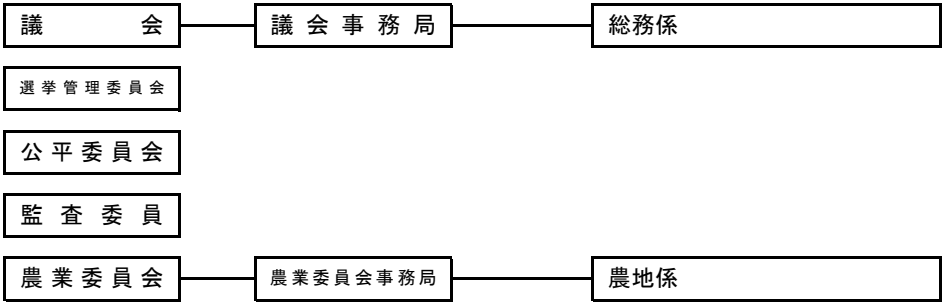 議会 議会事務局 総務係
選挙管理委員会
公平委員会
監査委員
農業委員会 農業委員会事務局 農地係